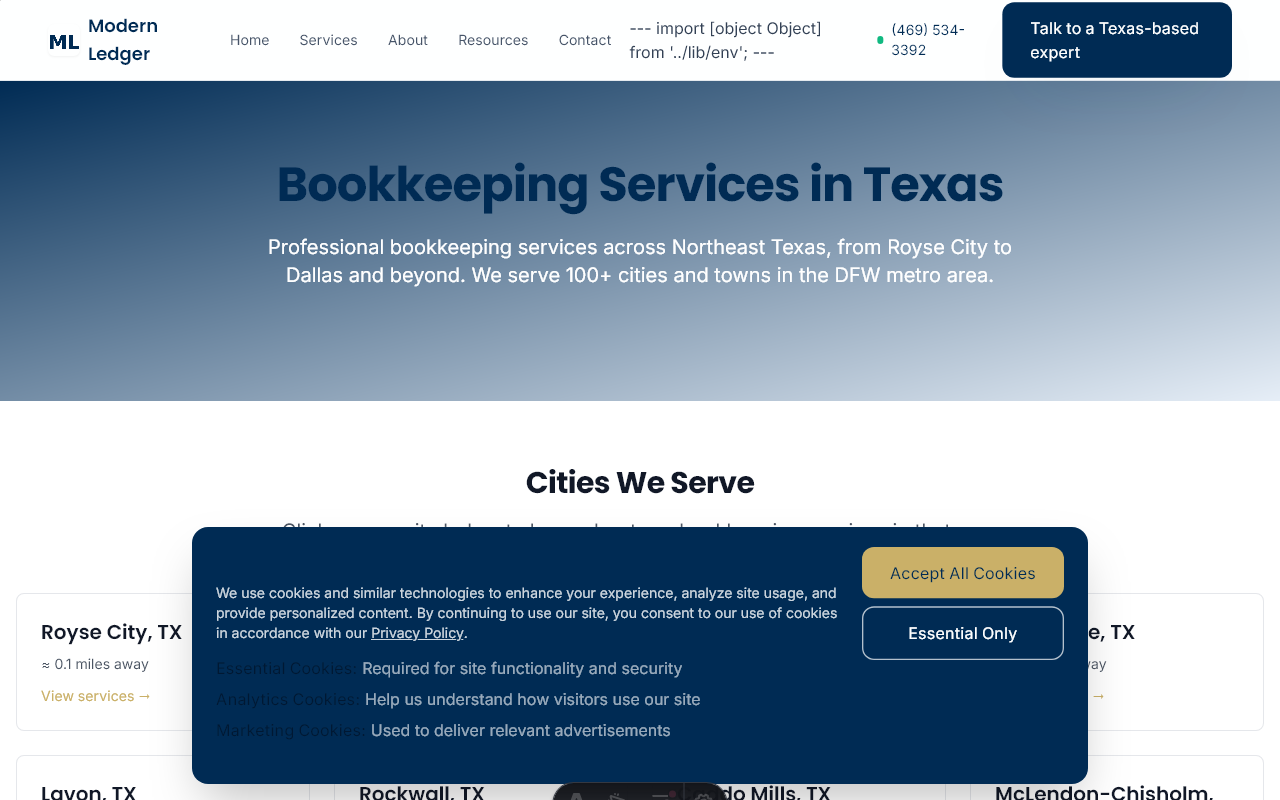 ML
Modern
Ledger
Home
Services
About
Resources
Contact
--- import [object Object]
from '../lib/env'; ---
(469) 534-
3392
Talk to a Texas-based
expert
Bookkeeping Services in Texas
Professional bookkeeping services across Northeast Texas, from Royse City to
Dallas and beyond. We serve 100+ cities and towns in the DFW metro area.
Cities We Serve
We use cookies and similar technologies to enhance your experience, analyze site usage, and
provide personalized content. By continuing to use our site, you consent to our use of cookies
in accordance with our Privacy Policy.
Essential Cookies: Required for site functionality and security
Analytics Cookies: Help us understand how visitors use our site
Marketing Cookies: Used to deliver relevant advertisements
Accept All Cookies
Essential Only
Royse City, TX
≈ 0.1 miles away
View services →
e, TX
way
→
Lavon, TX
Rockwall, TX
do Mills, TX
McLendon-Chisholm,